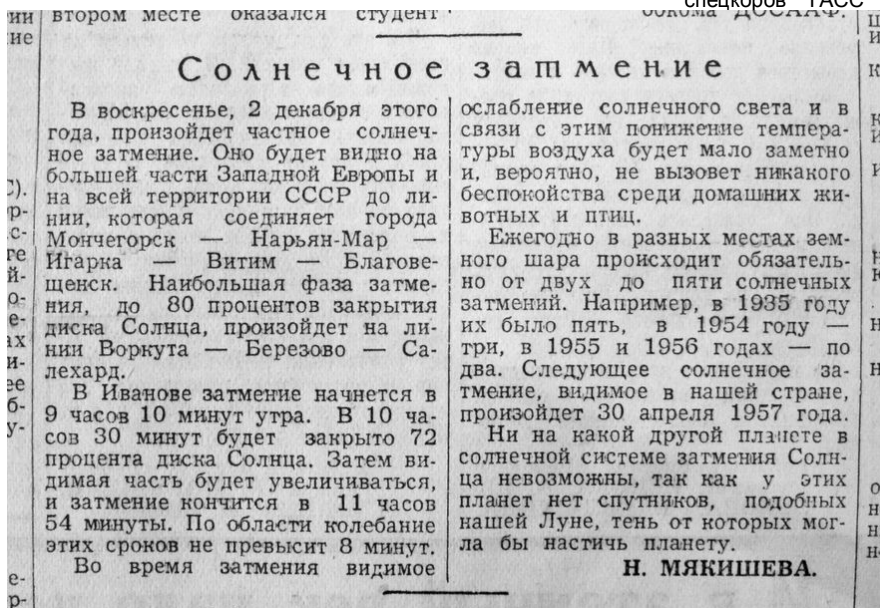 спецкоров ТАСС
втором месте оказался студент
обкома ДОСААФ.
Солнечное затмение
В воскресенье, 2 декабря этого
года, произойдет частное солнеч-
ное затмение. Оно будет видно на
большей части Западной Европы и
на всей территории СССР до ли-
нии, которая соединяет города
Мончегорск — Нарьян-Мар —
Игарка — Витим — Благове-
щенск. Наибольшая фаза затме-
ния, до 80 процентов закрытия
диска Солнца, произойдет на ли-
нии Воркута — Березово — Са-
лехард.
В Иванове затмение начнется в
9 часов 10 минут утра. В 10 ча-
сов 30 минут будет закрыто 72
процента диска Солнца. Затем ви-
димая часть будет увеличиваться,
и затмение кончится в 11 часов
54 минуты. По области колебание
этих сроков не превысит 8 минут.
Во время затмения видимое
ослабление солнечного света и в
связи с этим понижение темпера-
туры воздуха будет мало заметно
и, вероятно, не вызовет никакого
беспокойства среди домашних жи-
вотных и птиц.
Ежегодно в разных местах зем-
ного шара происходит обязатель-
но от двух до пяти солнечных
затмений. Например, в 1935 году
их было пять, в 1954 году —
три, в 1955 и 1956 годах — по
два. Следующее солнечное за-
тмение, видимое в нашей стране,
произойдет 30 апреля 1957 года.
Ни на какой другой планете в
солнечной системе затмения Солн-
ца невозможны, так как у этих
планет нет спутников, подобных
нашей Луне, тень от которых мог-
ла бы настичь планету.
Н. МЯКИШЕВА.